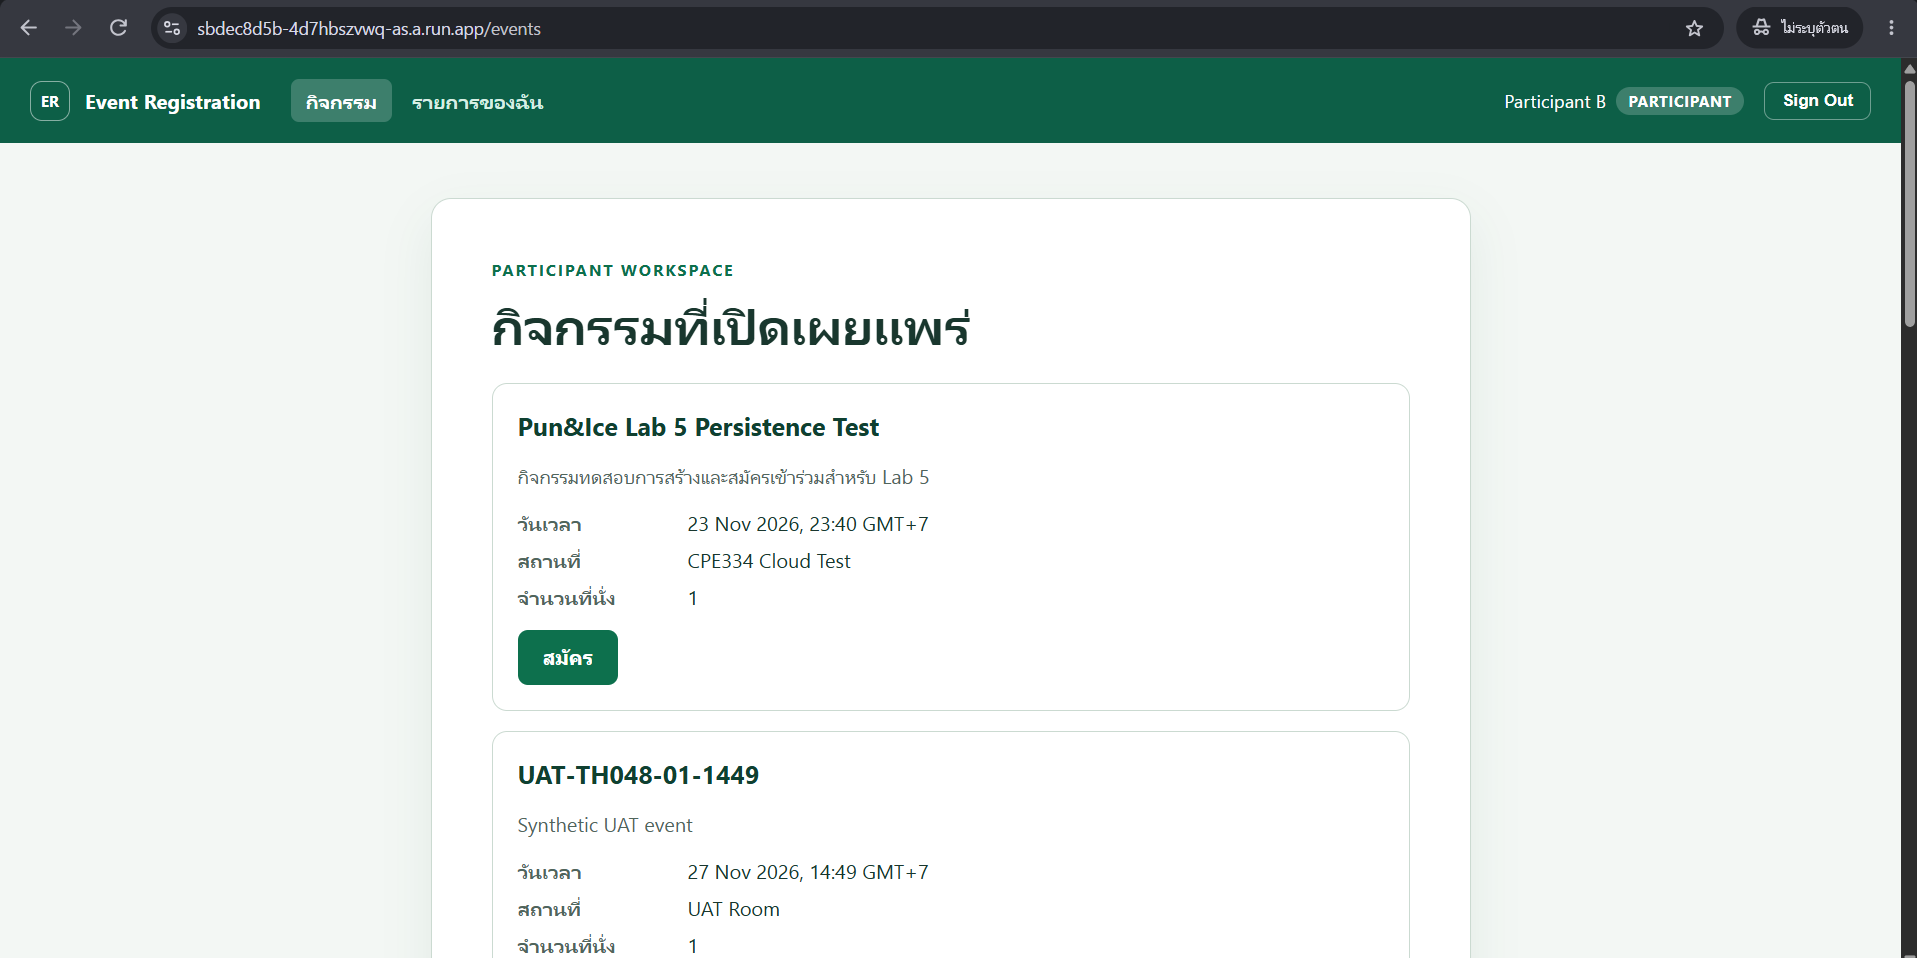 sbdec8d5b-4d7hbszvwq-as.a.run.app/events
ไม่ระบุตัวตน
ER
Event Registration
กิจกรรม
รายการของฉัน
Participant B
PARTICIPANT
Sign Out
PARTICIPANT WORKSPACE
กิจกรรมที่เปิดเผยแพร่
Pun&Ice Lab 5 Persistence Test
กิจกรรมทดสอบการสร้างและสมัครเข้าร่วมสำหรับ Lab 5
วันเวลา 23 Nov 2026, 23:40 GMT+7
สถานที่ CPE334 Cloud Test
จำนวนที่นั่ง 1
สมัคร
UAT-TH048-01-1449
Synthetic UAT event
วันเวลา 27 Nov 2026, 14:49 GMT+7
สถานที่ UAT Room
จำนวนที่นั่ง 1